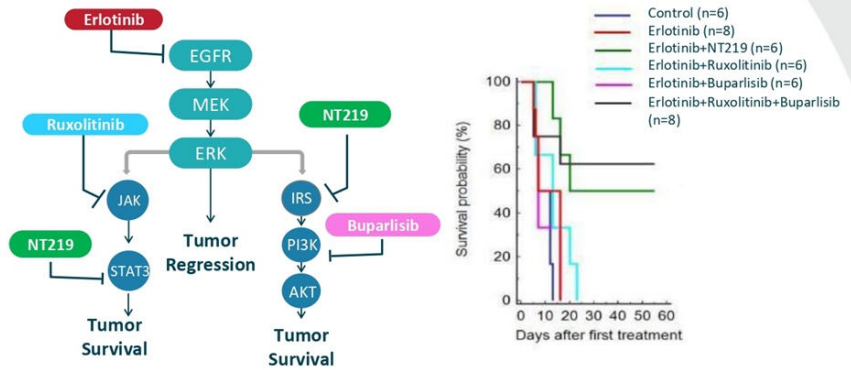 Erlotinib
EGFR
MEK
Ruxolitinib
NT219
ERK
JAK
IRS
NT219
Tumor
Regression
Buparlisib
PI3K
STAT3
AKT
Tumor
Survival
Tumor
Survival
Control (n=6)
Erlotinib (n=8)
Erlotinib+NT219 (n=6)
Erlotinib+Ruxolitinib (n=6)
Erlotinib+Buparlisib (n=6)
Erlotinib+Ruxolitinib+Buparlisib
(n=8)
Survival probability (%)
100
80
60
40
20
0
0 10 20 30 40 50 60
Days after first treatment